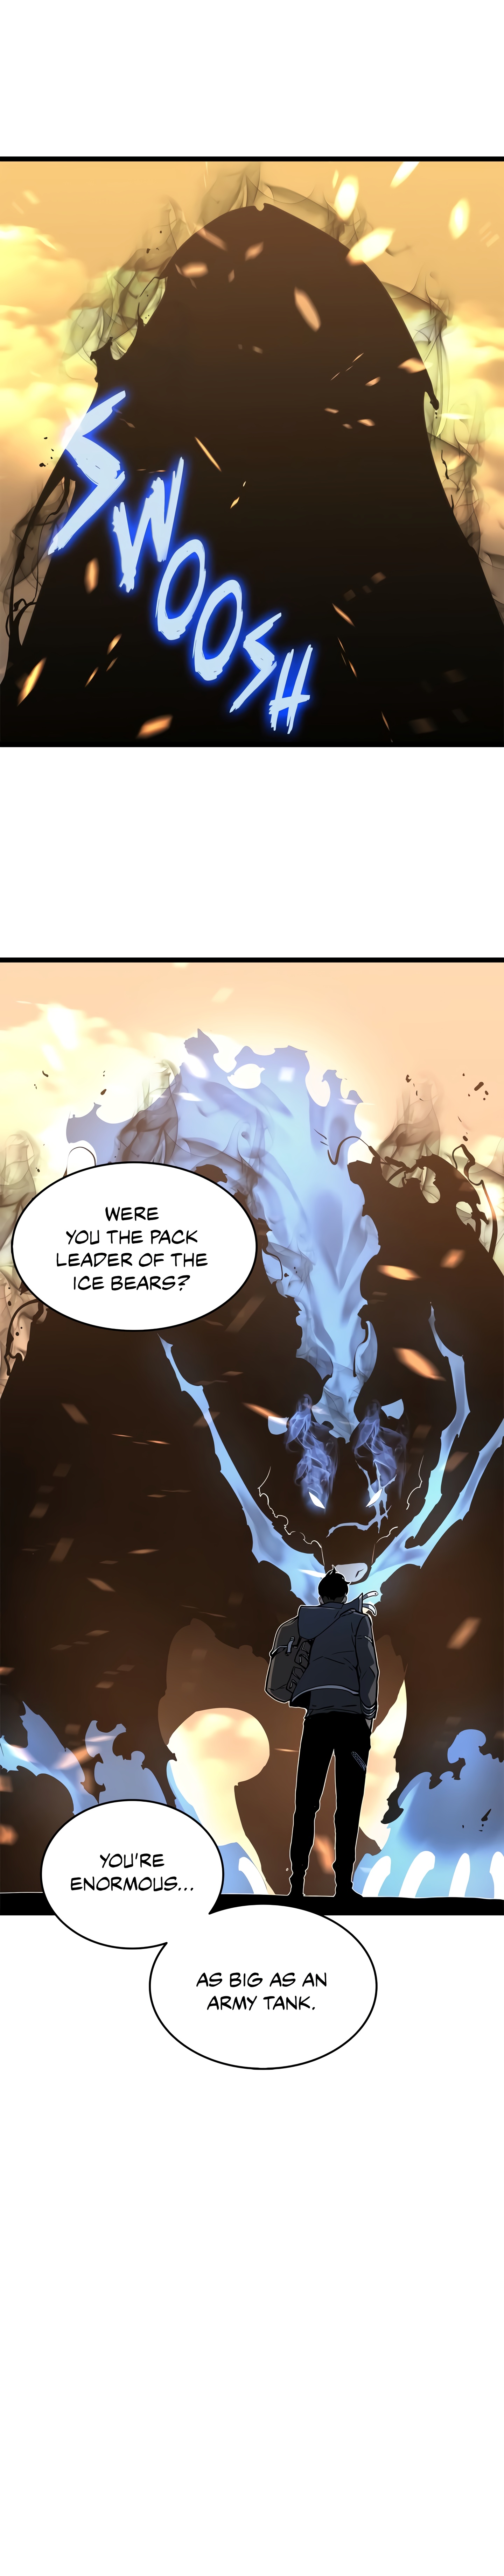 SWOOSH
WERE
YOU THE PACK
LEADER OF THE
ICE BEARS?
YOU'RE
ENORMOUS...
AS BIG AS AN
ARMY TANK.